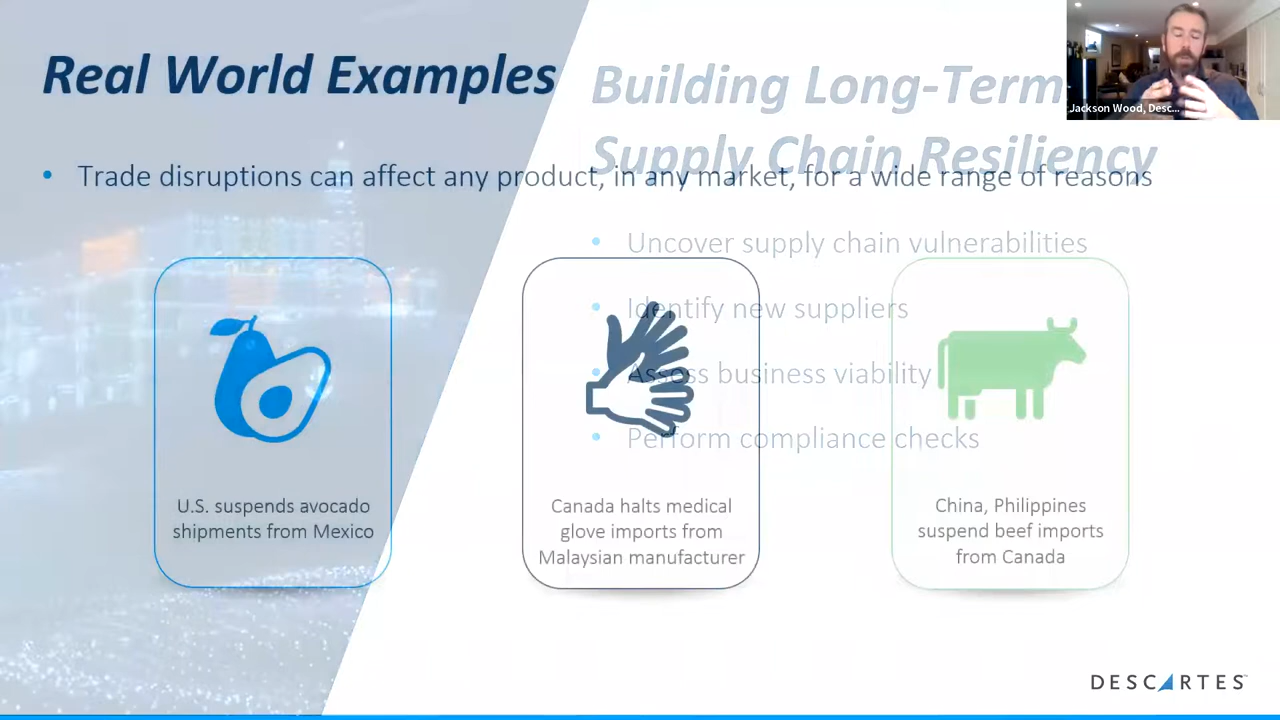 Real World Examples
Building Long-Term
Supply Chain Resiliency
• Trade disruptions can affect any product, in any market, for a wide range of reasons
• Uncover supply chain vulnerabilities
• Identify new suppliers
• Assess business viability
• Perform compliance checks
U.S. suspends avocado
shipments from Mexico
Canada halts medical
glove imports from
Malaysian manufacturer
China, Philippines
suspend beef imports
from Canada
Jackson Wood, Desc...
DESCARTES